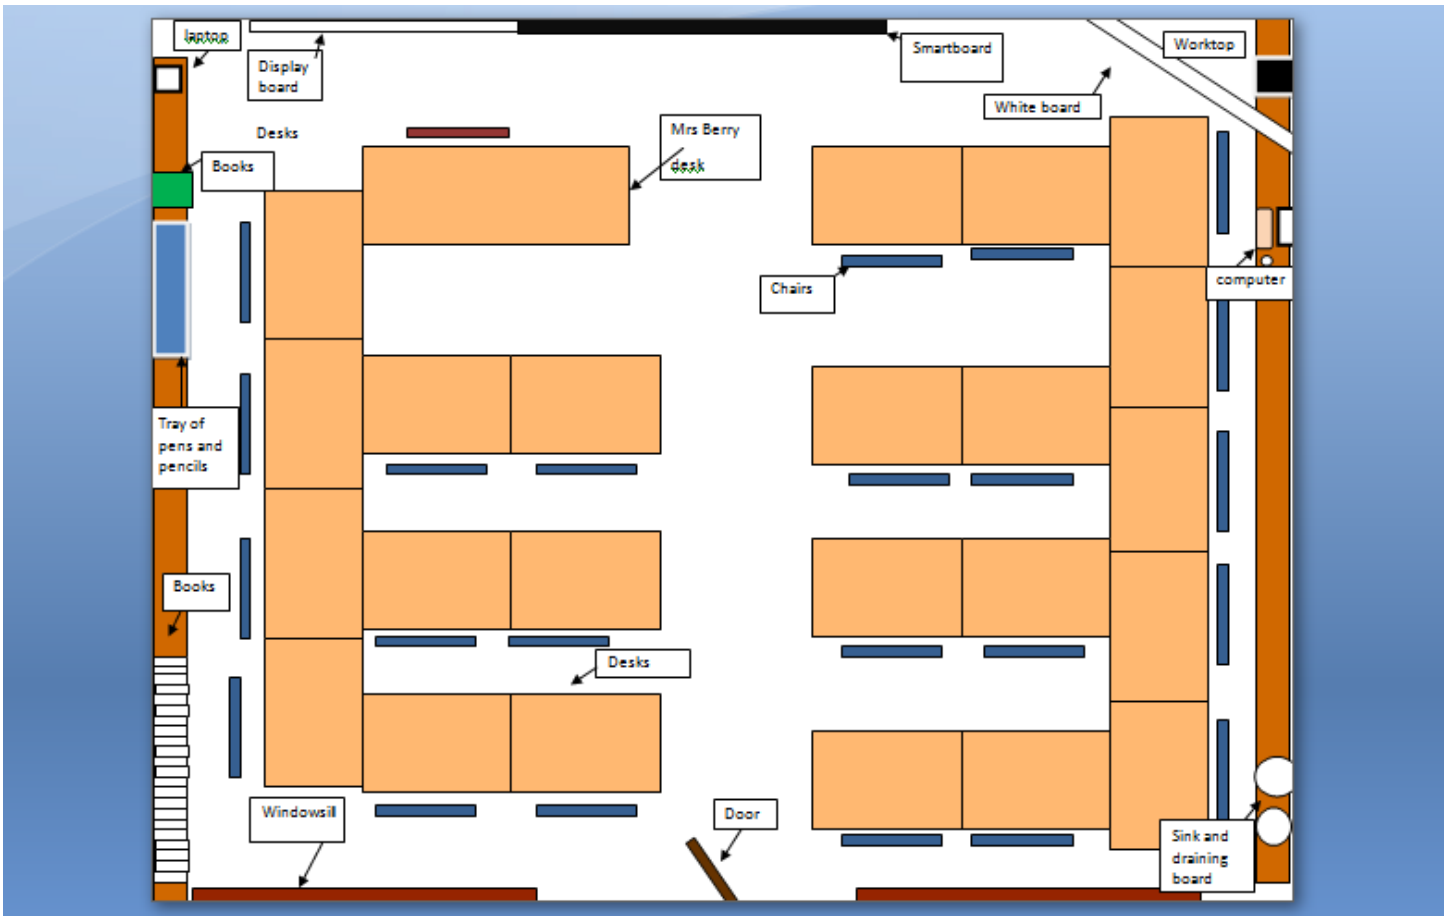 laptop
Display
board
Smartboard
Worktop
White board
Desks
Mrs Berry
desk
Books
Chairs
computer
Tray of
pens and
pencils
Books
Desks
Windowsill
Door
Sink and
draining
board